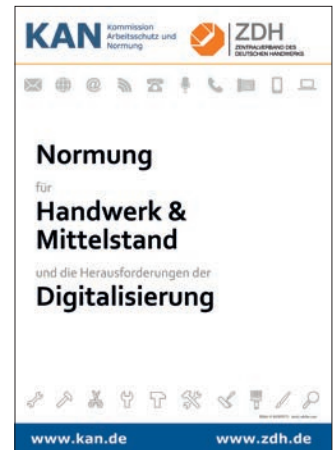 KAN Kommission
Arbeitsschutz und
Normung
ZDH
ZENTRALVERBAND DES
DEUTSCHEN HANDWERKS
Normung
für
Handwerk &
Mittelstand
und die Herausforderungen der
Digitalisierung
www.kan.de www.zdh.de